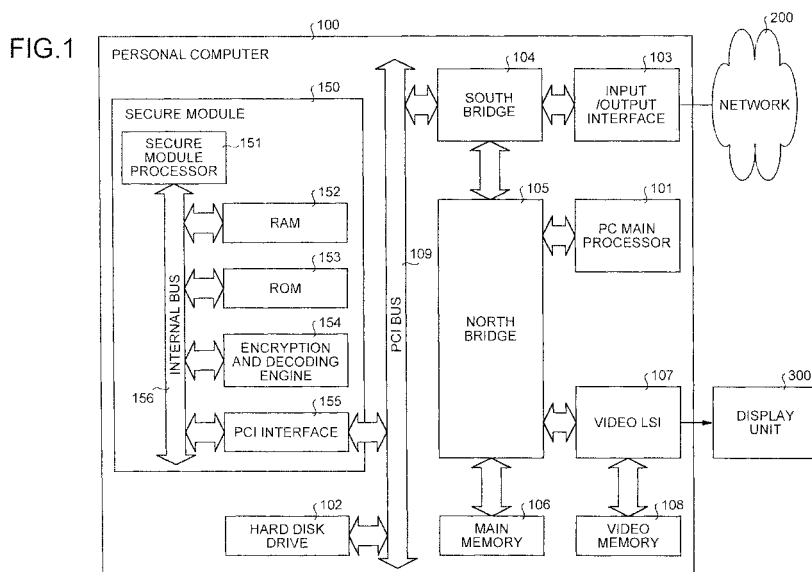 FIG.1
100
PERSONAL COMPUTER
150
SECURE MODULE
SECURE
MODULE
PROCESSOR
151
152
RAM
153
ROM
154
ENCRYPTION
AND DECODING
ENGINE
155
PCI INTERFACE
INTERNAL BUS
156
102
HARD DISK
DRIVE
PCI BUS
109
104
SOUTH
BRIDGE
103
INPUT
/OUTPUT
INTERFACE
200
NETWORK
105
NORTH
BRIDGE
101
PC MAIN
PROCESSOR
107
VIDEO LSI
300
DISPLAY
UNIT
106
MAIN
MEMORY
108
VIDEO
MEMORY